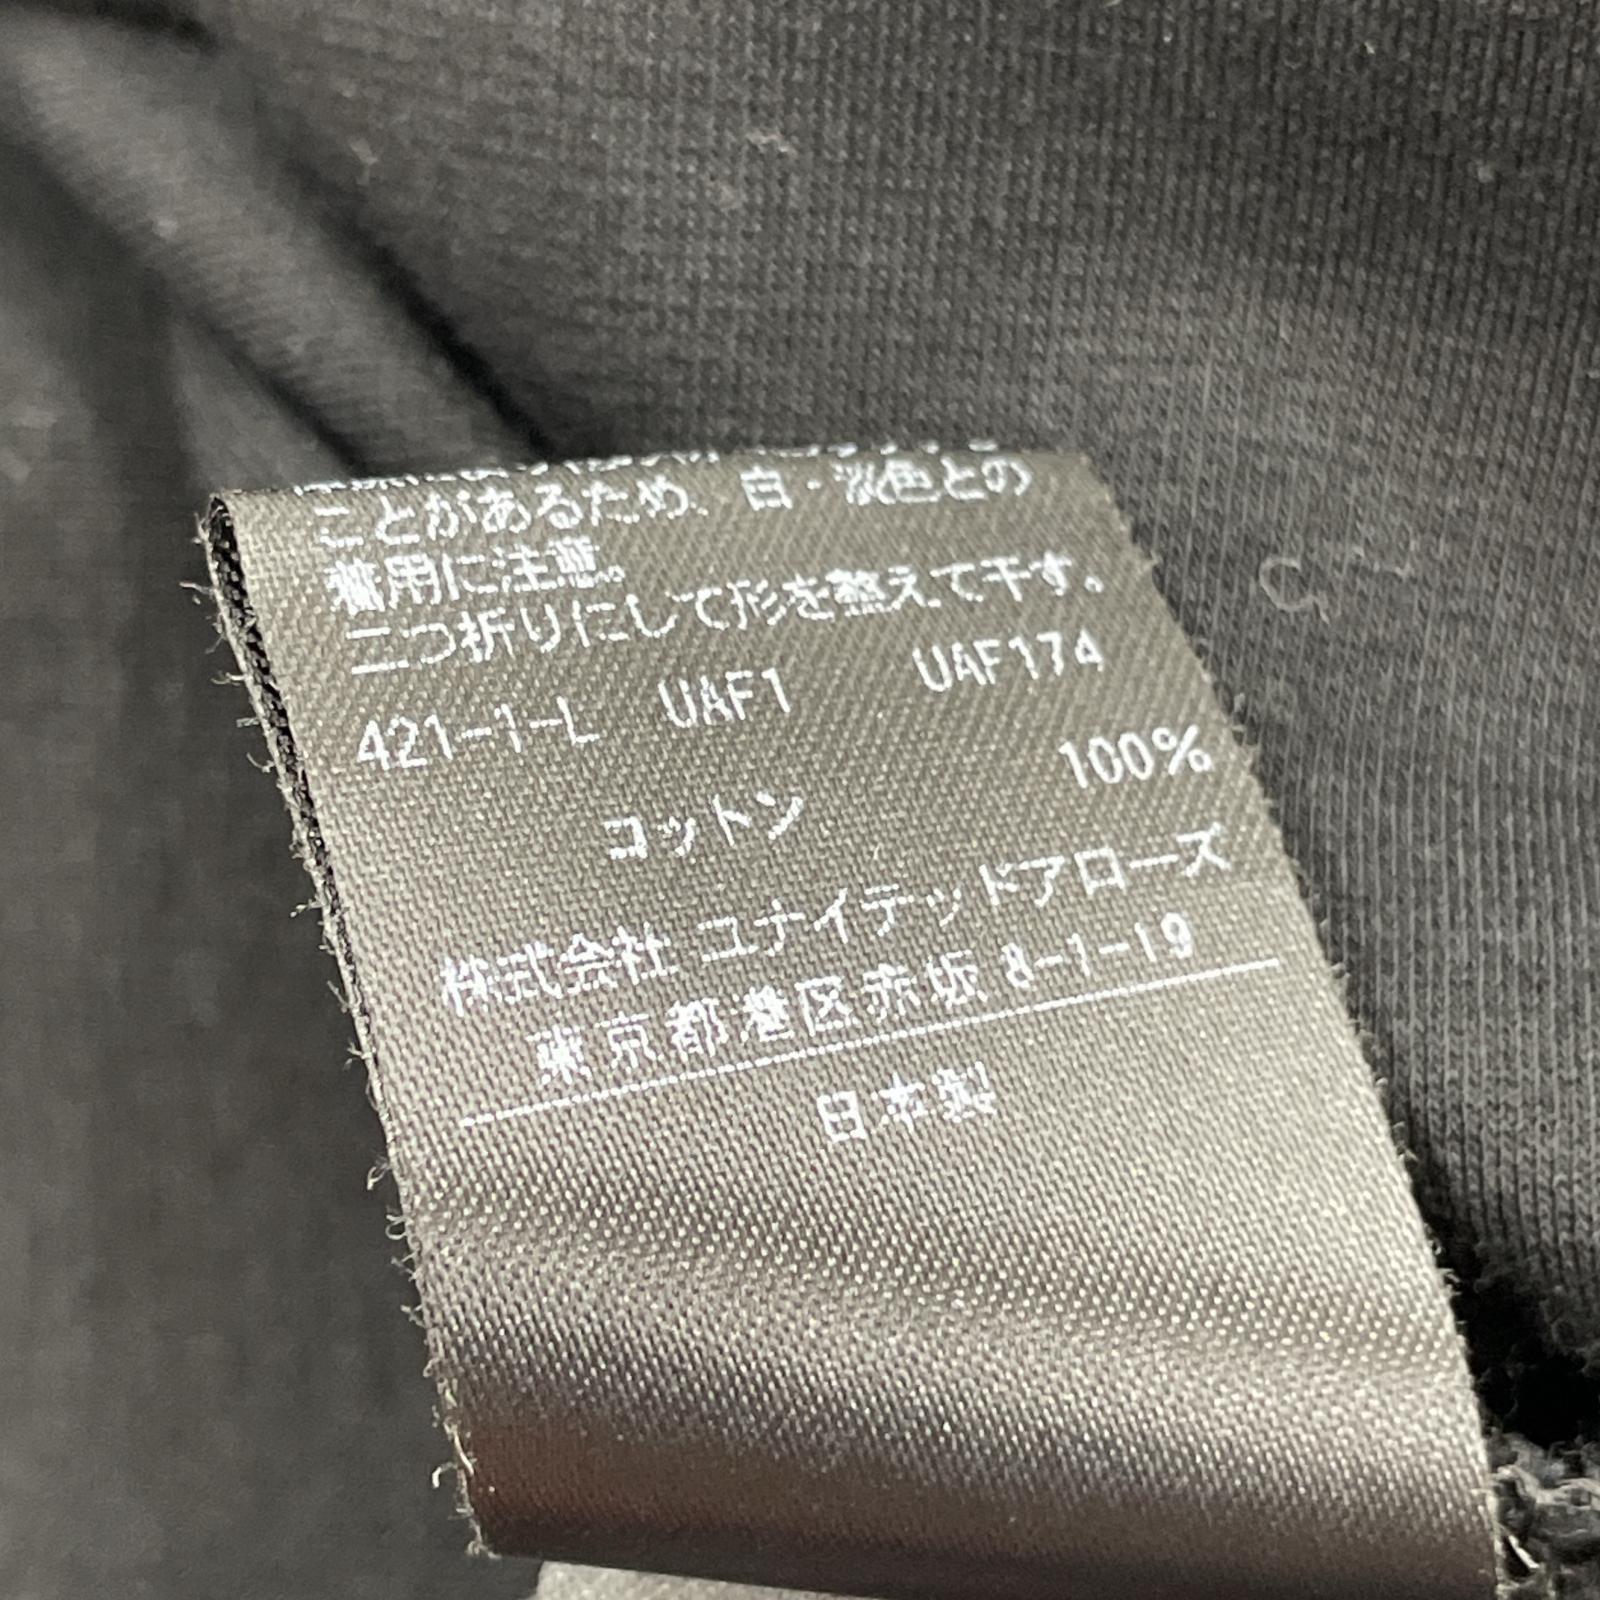 ことがあるため、白・淡色との
着用に注意。
二つ折りにして形を整えて干す。
421-1-L UAF1 UAF174
コットン 100%
株式会社 ユナイテッドアローズ
東京都港区赤坂 8-1-19
日本製